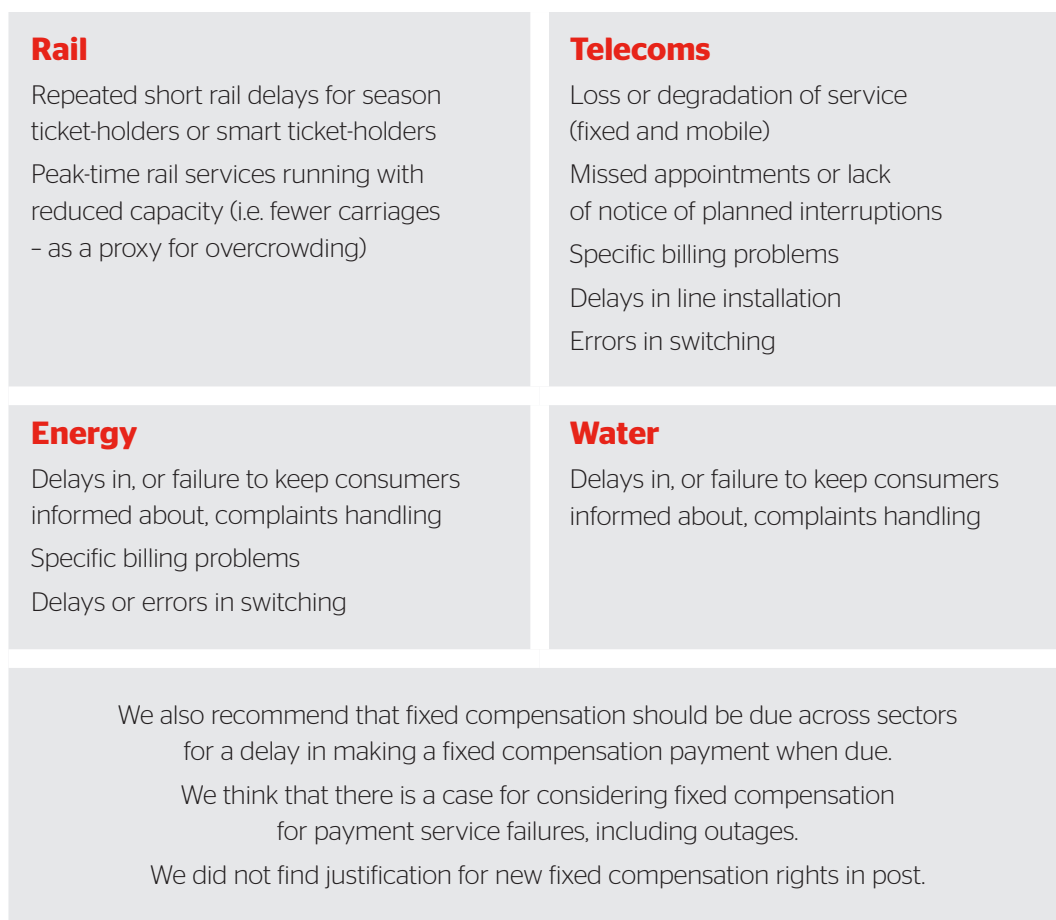 Rail
Repeated short rail delays for season
ticket-holders or smart ticket-holders
Peak-time rail services running with
reduced capacity (i.e. fewer carriages
– as a proxy for overcrowding)
Telecoms
Loss or degradation of service
(fixed and mobile)
Missed appointments or lack
of notice of planned interruptions
Specific billing problems
Delays in line installation
Errors in switching
Energy
Delays in, or failure to keep consumers
informed about, complaints handling
Specific billing problems
Delays or errors in switching
Water
Delays in, or failure to keep consumers
informed about, complaints handling
We also recommend that fixed compensation should be due across sectors
for a delay in making a fixed compensation payment when due.
We think that there is a case for considering fixed compensation
for payment service failures, including outages.
We did not find justification for new fixed compensation rights in post.